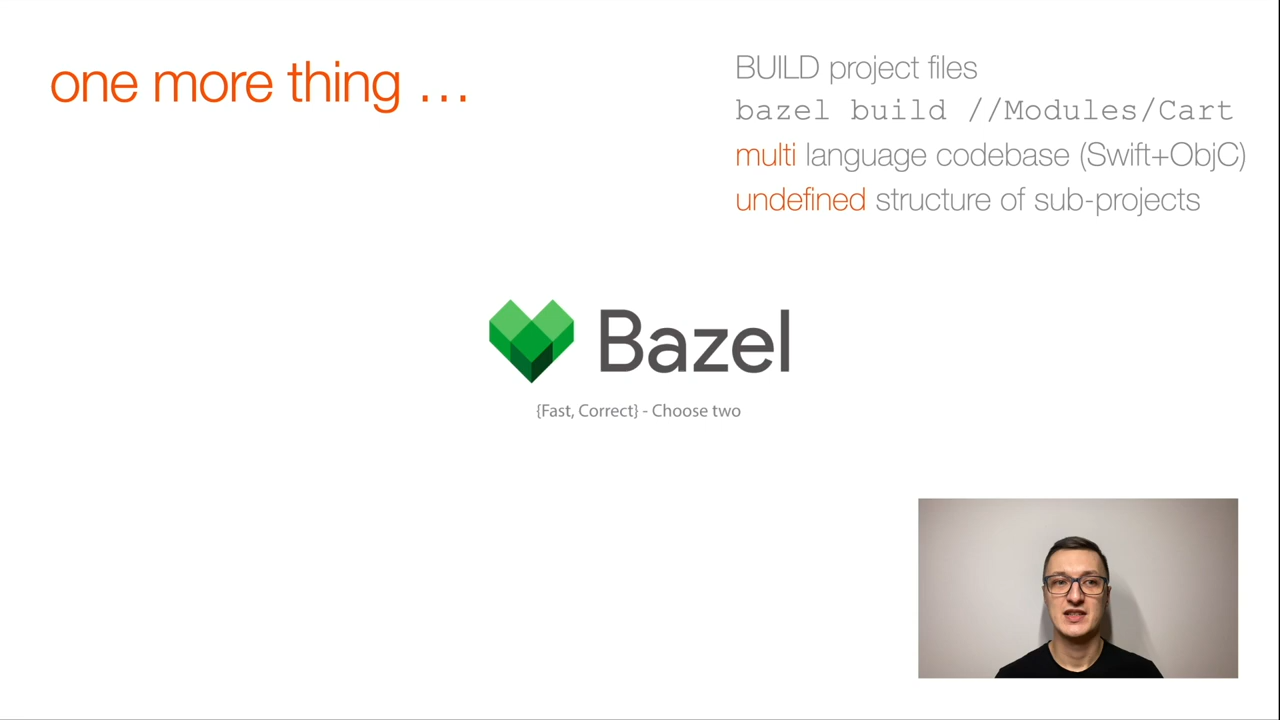 one more thing ...
BUILD project files
bazel build //Modules/Cart
multi language codebase (Swift+ObjC)
undefined structure of sub-projects
Bazel
{Fast, Correct} - Choose two